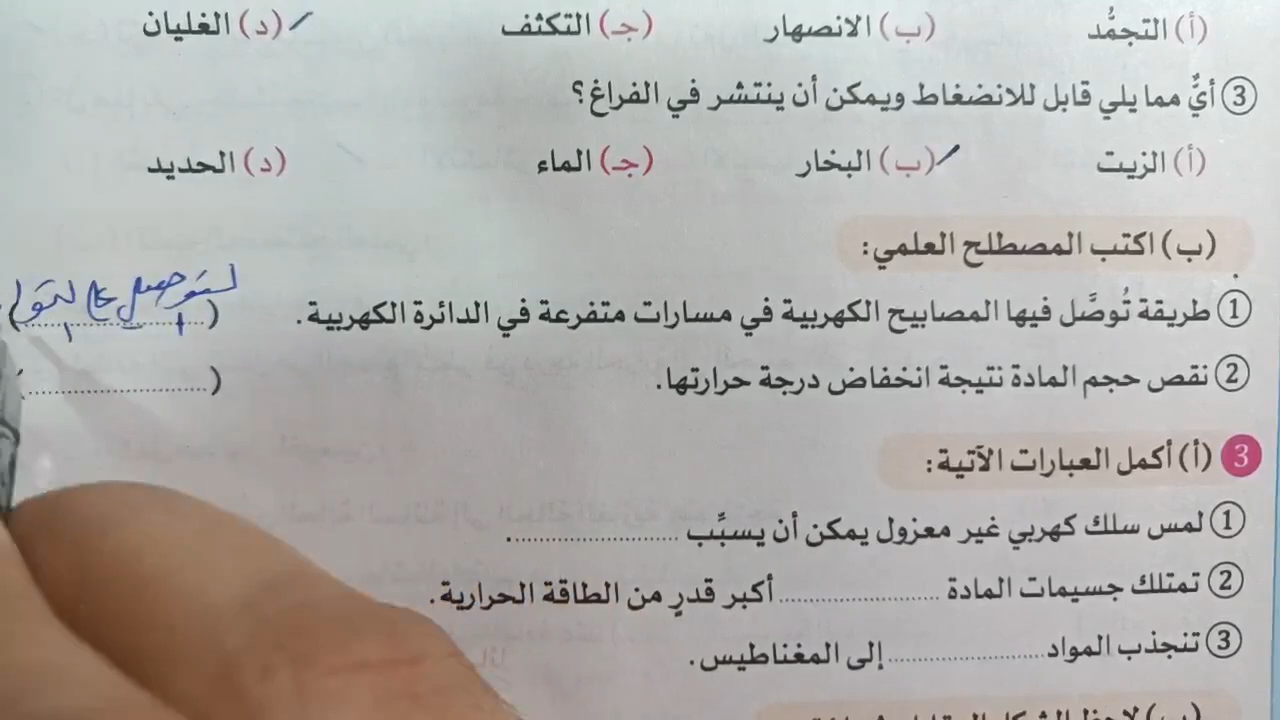 (أ) التجمُّد (ب) الانصهار (جـ) التكثف (د) الغليان
③ أيٌّ مما يلي قابل للانضغاط ويمكن أن ينتشر في الفراغ؟
(أ) الزيت (ب) البخار (جـ) الماء (د) الحديد
(ب) اكتب المصطلح العلمي:
① طريقة تُوصَّل فيها المصابيح الكهربية في مسارات متفرعة في الدائرة الكهربية. (....................)
② نقص حجم المادة نتيجة انخفاض درجة حرارتها. (....................)
3 (أ) أكمل العبارات الآتية:
① لمس سلك كهربي غير معزول يمكن أن يسبِّب ....................
② تمتلك جسيمات المادة .................... أكبر قدرٍ من الطاقة الحرارية.
③ تنجذب المواد .................... إلى المغناطيس.